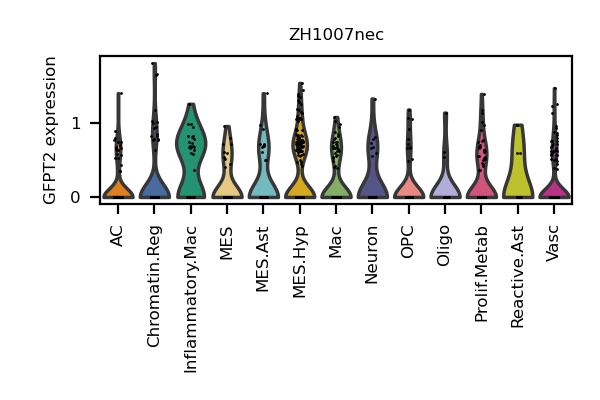 ZH1007nec
GFPT2 expression
1
0
AC
Chromatin.Reg
Inflammatory.Mac
MES
MES.Ast
MES.Hyp
Mac
Neuron
OPC
Oligo
Prolif.Metab
Reactive.Ast
Vasc